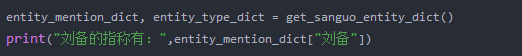 entity_mention_dict, entity_type_dict = get_sanguo_entity_dict()
print("刘备的指称有：",entity_mention_dict["刘备"])